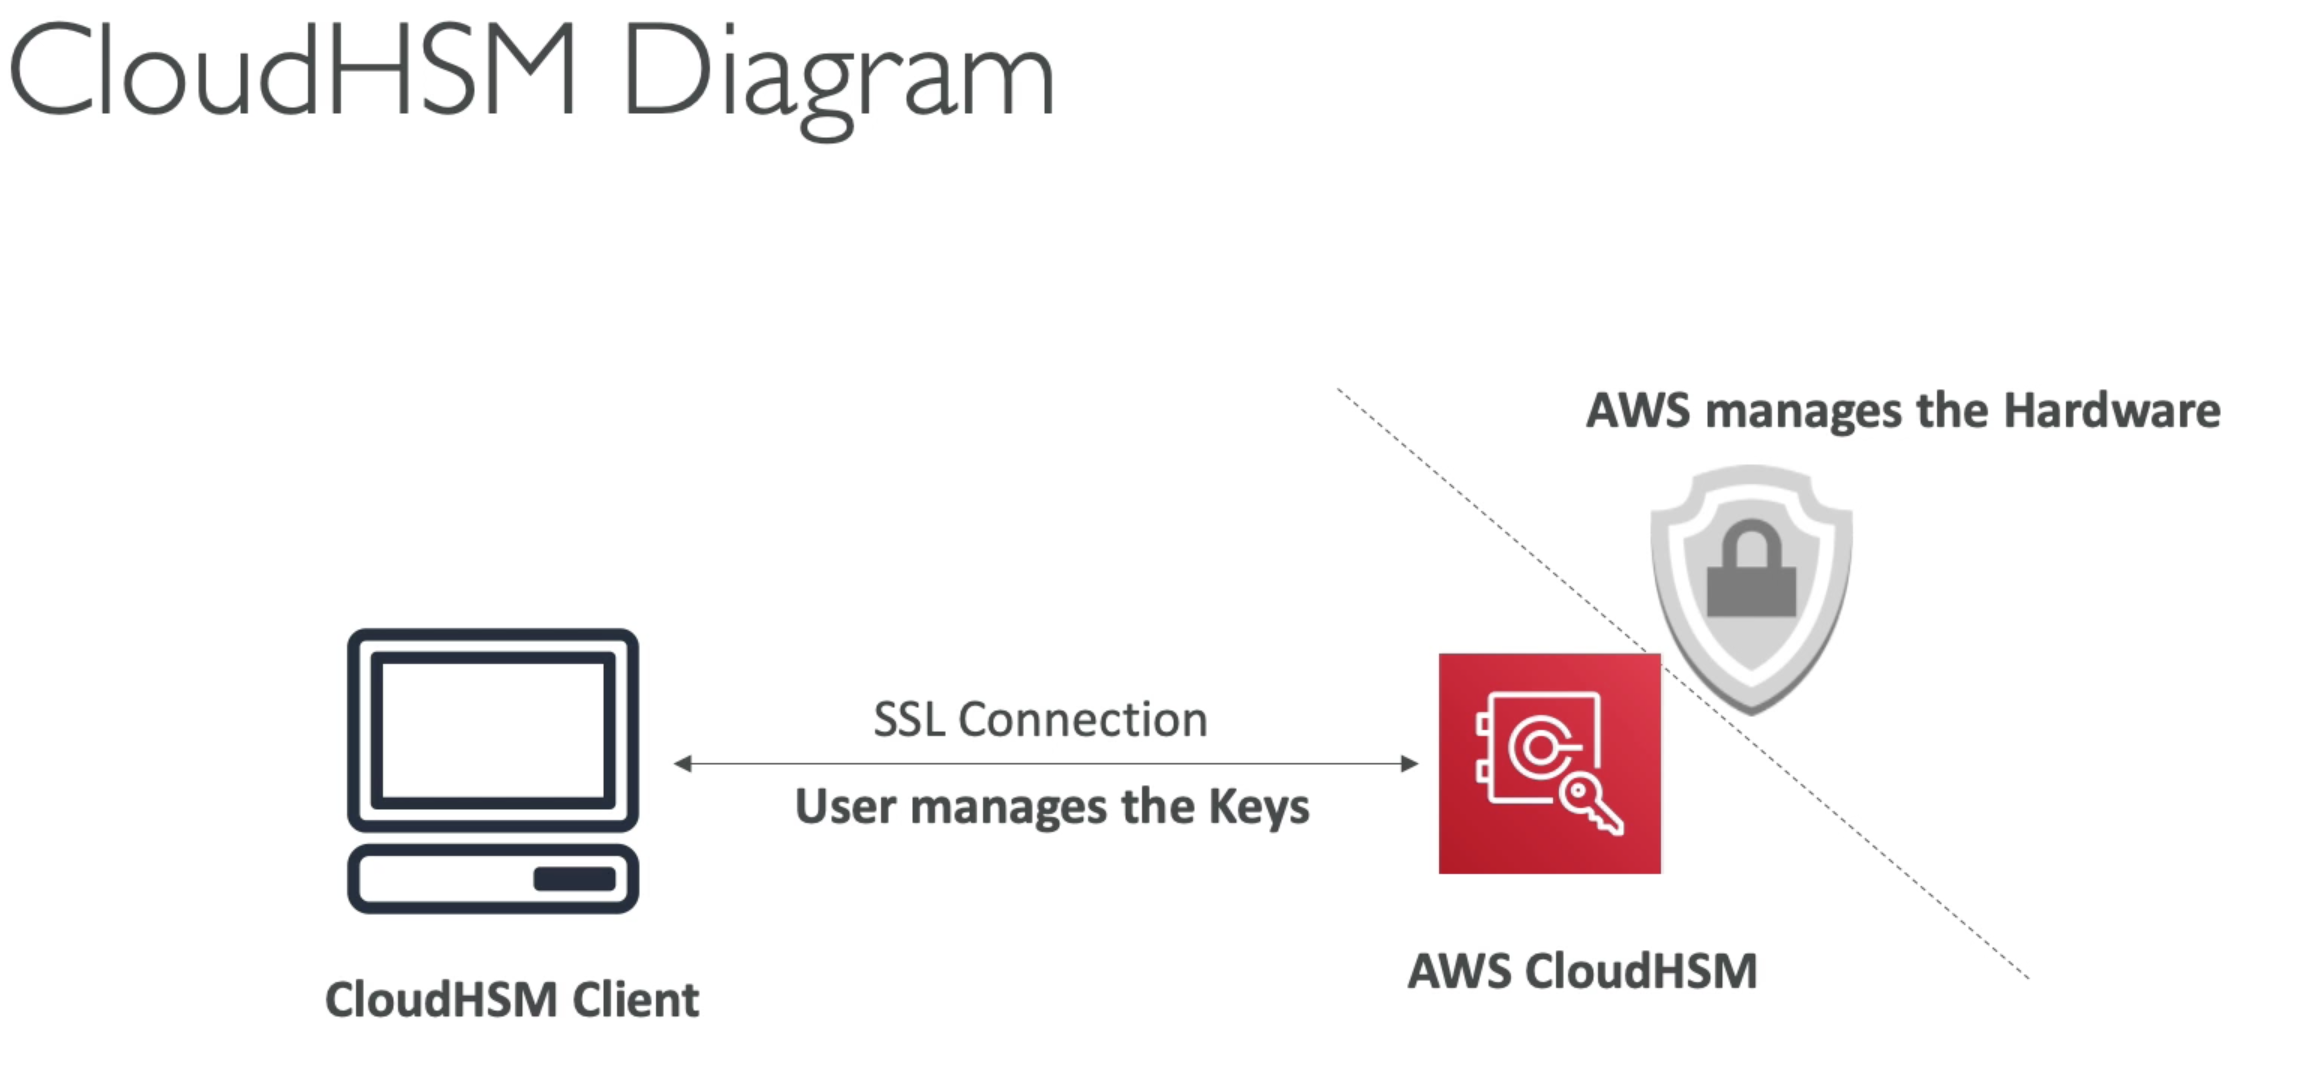 CloudHSM Diagram
AWS manages the Hardware
SSL Connection
User manages the Keys
AWS CloudHSM
CloudHSM Client